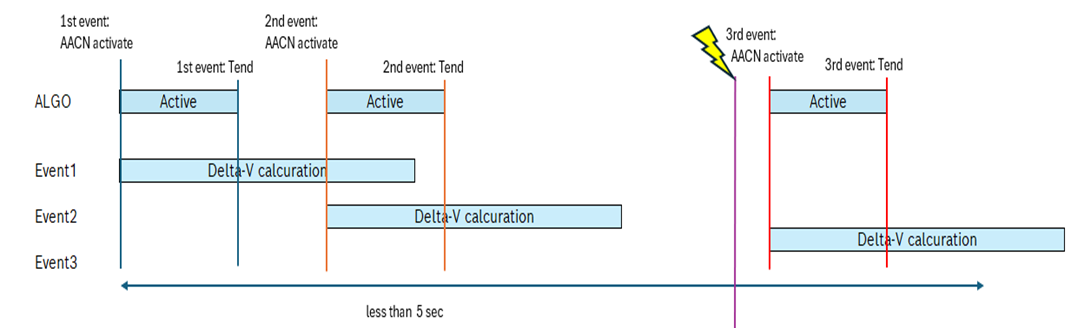 1st event:
AACN activate
2nd event:
AACN activate
3rd event:
AACN activate
1st event: Tend
2nd event: Tend
3rd event: Tend
ALGO
Active
Active
Active
Event1
Delta-V calcuration
Event2
Delta-V calcuration
Delta-V calcuration
Event3
less than 5 sec